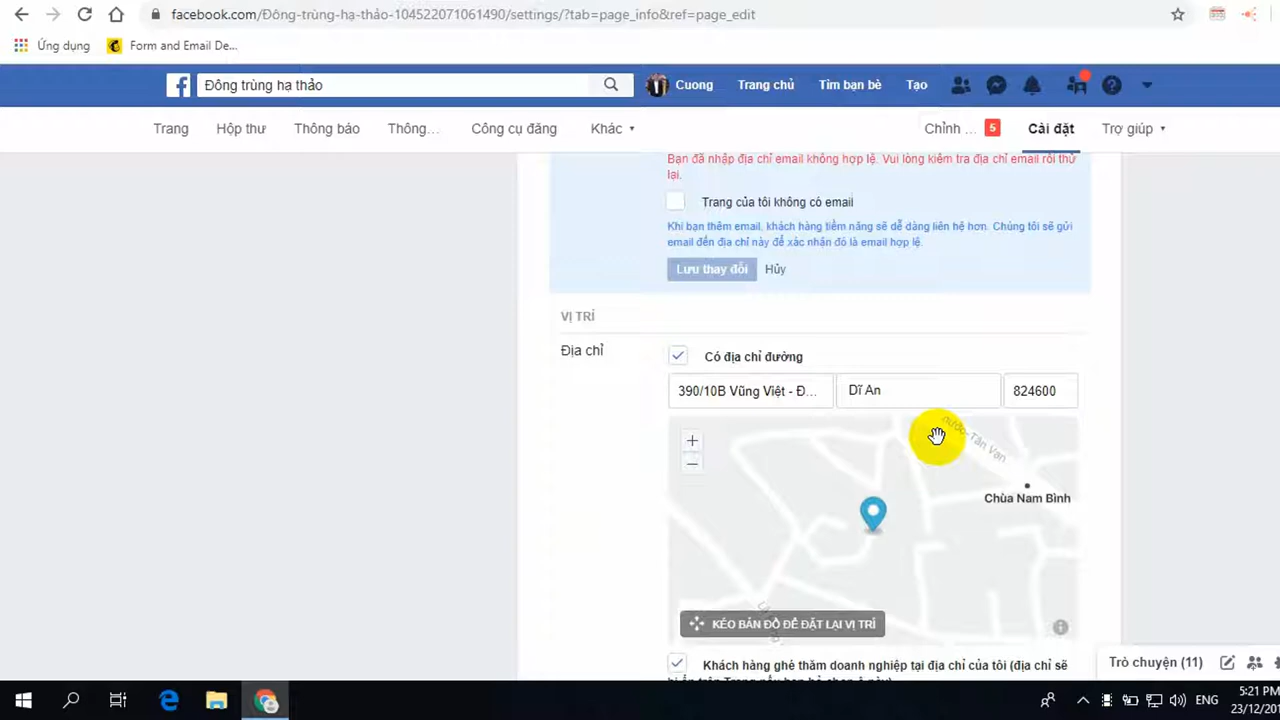 facebook.com/Đông-trùng-hạ-thảo-104522071061490/settings/?tab=page_info&ref=page_edit
Ứng dụng
Form and Email De...
Đông trùng hạ thảo
Cuong
Trang chủ
Tìm bạn bè
Tạo
Trang
Hộp thư
Thông báo
Thông...
Công cụ đăng
Khác
Chỉnh ...
5
Cài đặt
Trợ giúp
Bạn đã nhập địa chỉ email không hợp lệ. Vui lòng kiểm tra địa chỉ email rồi thử
lại.
Trang của tôi không có email
Khi bạn thêm email, khách hàng tiềm năng sẽ dễ dàng liên hệ hơn. Chúng tôi sẽ gửi
email đến địa chỉ này để xác nhận đó là email hợp lệ.
Lưu thay đổi
Hủy
VỊ TRÍ
Địa chỉ
Có địa chỉ đường
390/10B Vũng Việt - Đ...
Dĩ An
824600
+
−
Chùa Nam Bình
KÉO BẢN ĐỒ ĐỂ ĐẶT LẠI VỊ TRÍ
Khách hàng ghé thăm doanh nghiệp tại địa chỉ của tôi (địa chỉ sẽ
Trò chuyện (11)
ENG
5:21 PM